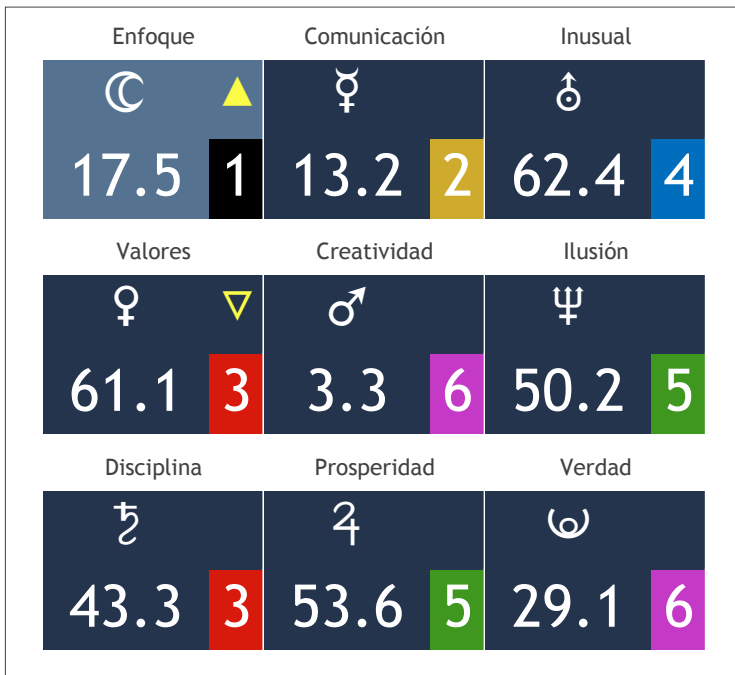 Enfoque Comunicación Inusual
☾ ▲ ☿ ⛢
17.5 1 13.2 2 62.4 4
Valores Creatividad Ilusión
♀ ▽ ♂ ♆
61.1 3 3.3 6 50.2 5
Disciplina Prosperidad Verdad
♄ ♃ ♇
43.3 3 53.6 5 29.1 6